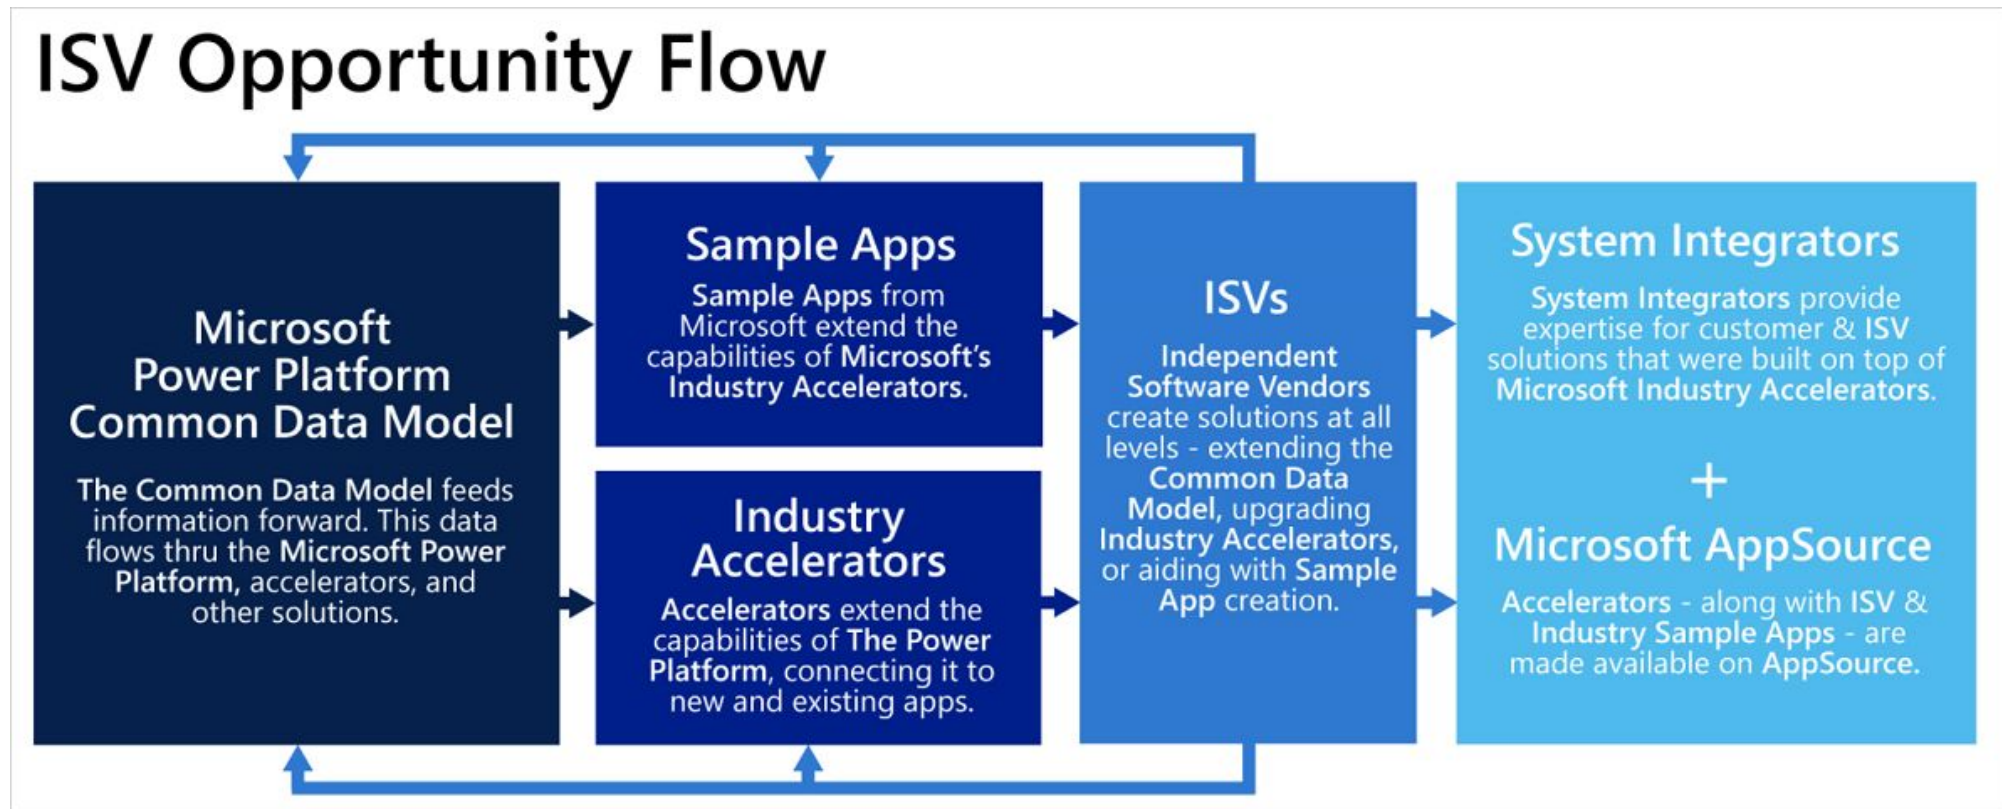 ISV Opportunity Flow
Microsoft
Power Platform
Common Data Model
The Common Data Model feeds
information forward. This data
flows thru the Microsoft Power
Platform, accelerators, and
other solutions.
Sample Apps
Sample Apps from
Microsoft extend the
capabilities of Microsoft's
Industry Accelerators.
Industry
Accelerators
Accelerators extend the
capabilities of The Power
Platform, connecting it to
new and existing apps.
ISVs
Independent
Software Vendors
create solutions at all
levels - extending the
Common Data
Model, upgrading
Industry Accelerators,
or aiding with Sample
App creation.
System Integrators
System Integrators provide
expertise for customer & ISV
solutions that were built on top of
Microsoft Industry Accelerators.
+
Microsoft AppSource
Accelerators - along with ISV &
Industry Sample Apps - are
made available on AppSource.